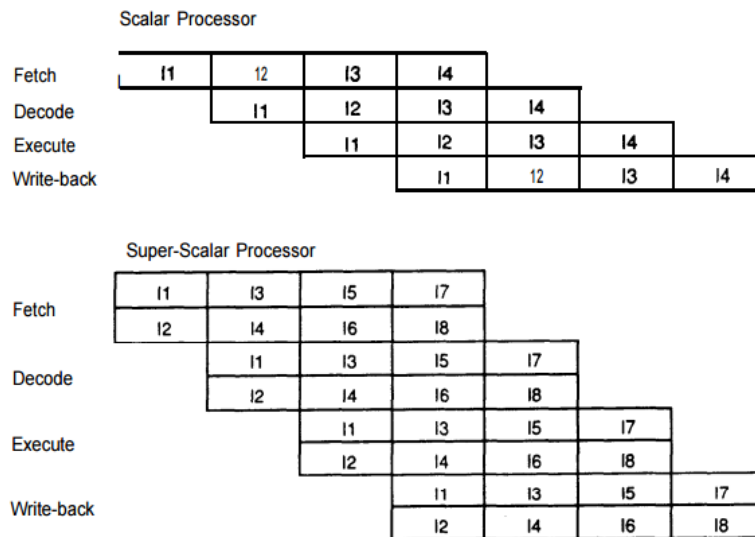 Scalar Processor
Fetch I1 12 I3 I4
Decode I1 I2 I3 I4
Execute I1 I2 I3 I4
Write-back I1 12 I3 I4
Super-Scalar Processor
Fetch
I1 I3 I5 I7
I2 I4 I6 I8
Decode
I1 I3 I5 I7
I2 I4 I6 I8
Execute
I1 I3 I5 I7
I2 I4 I6 I8
Write-back
I1 I3 I5 I7
I2 I4 I6 I8